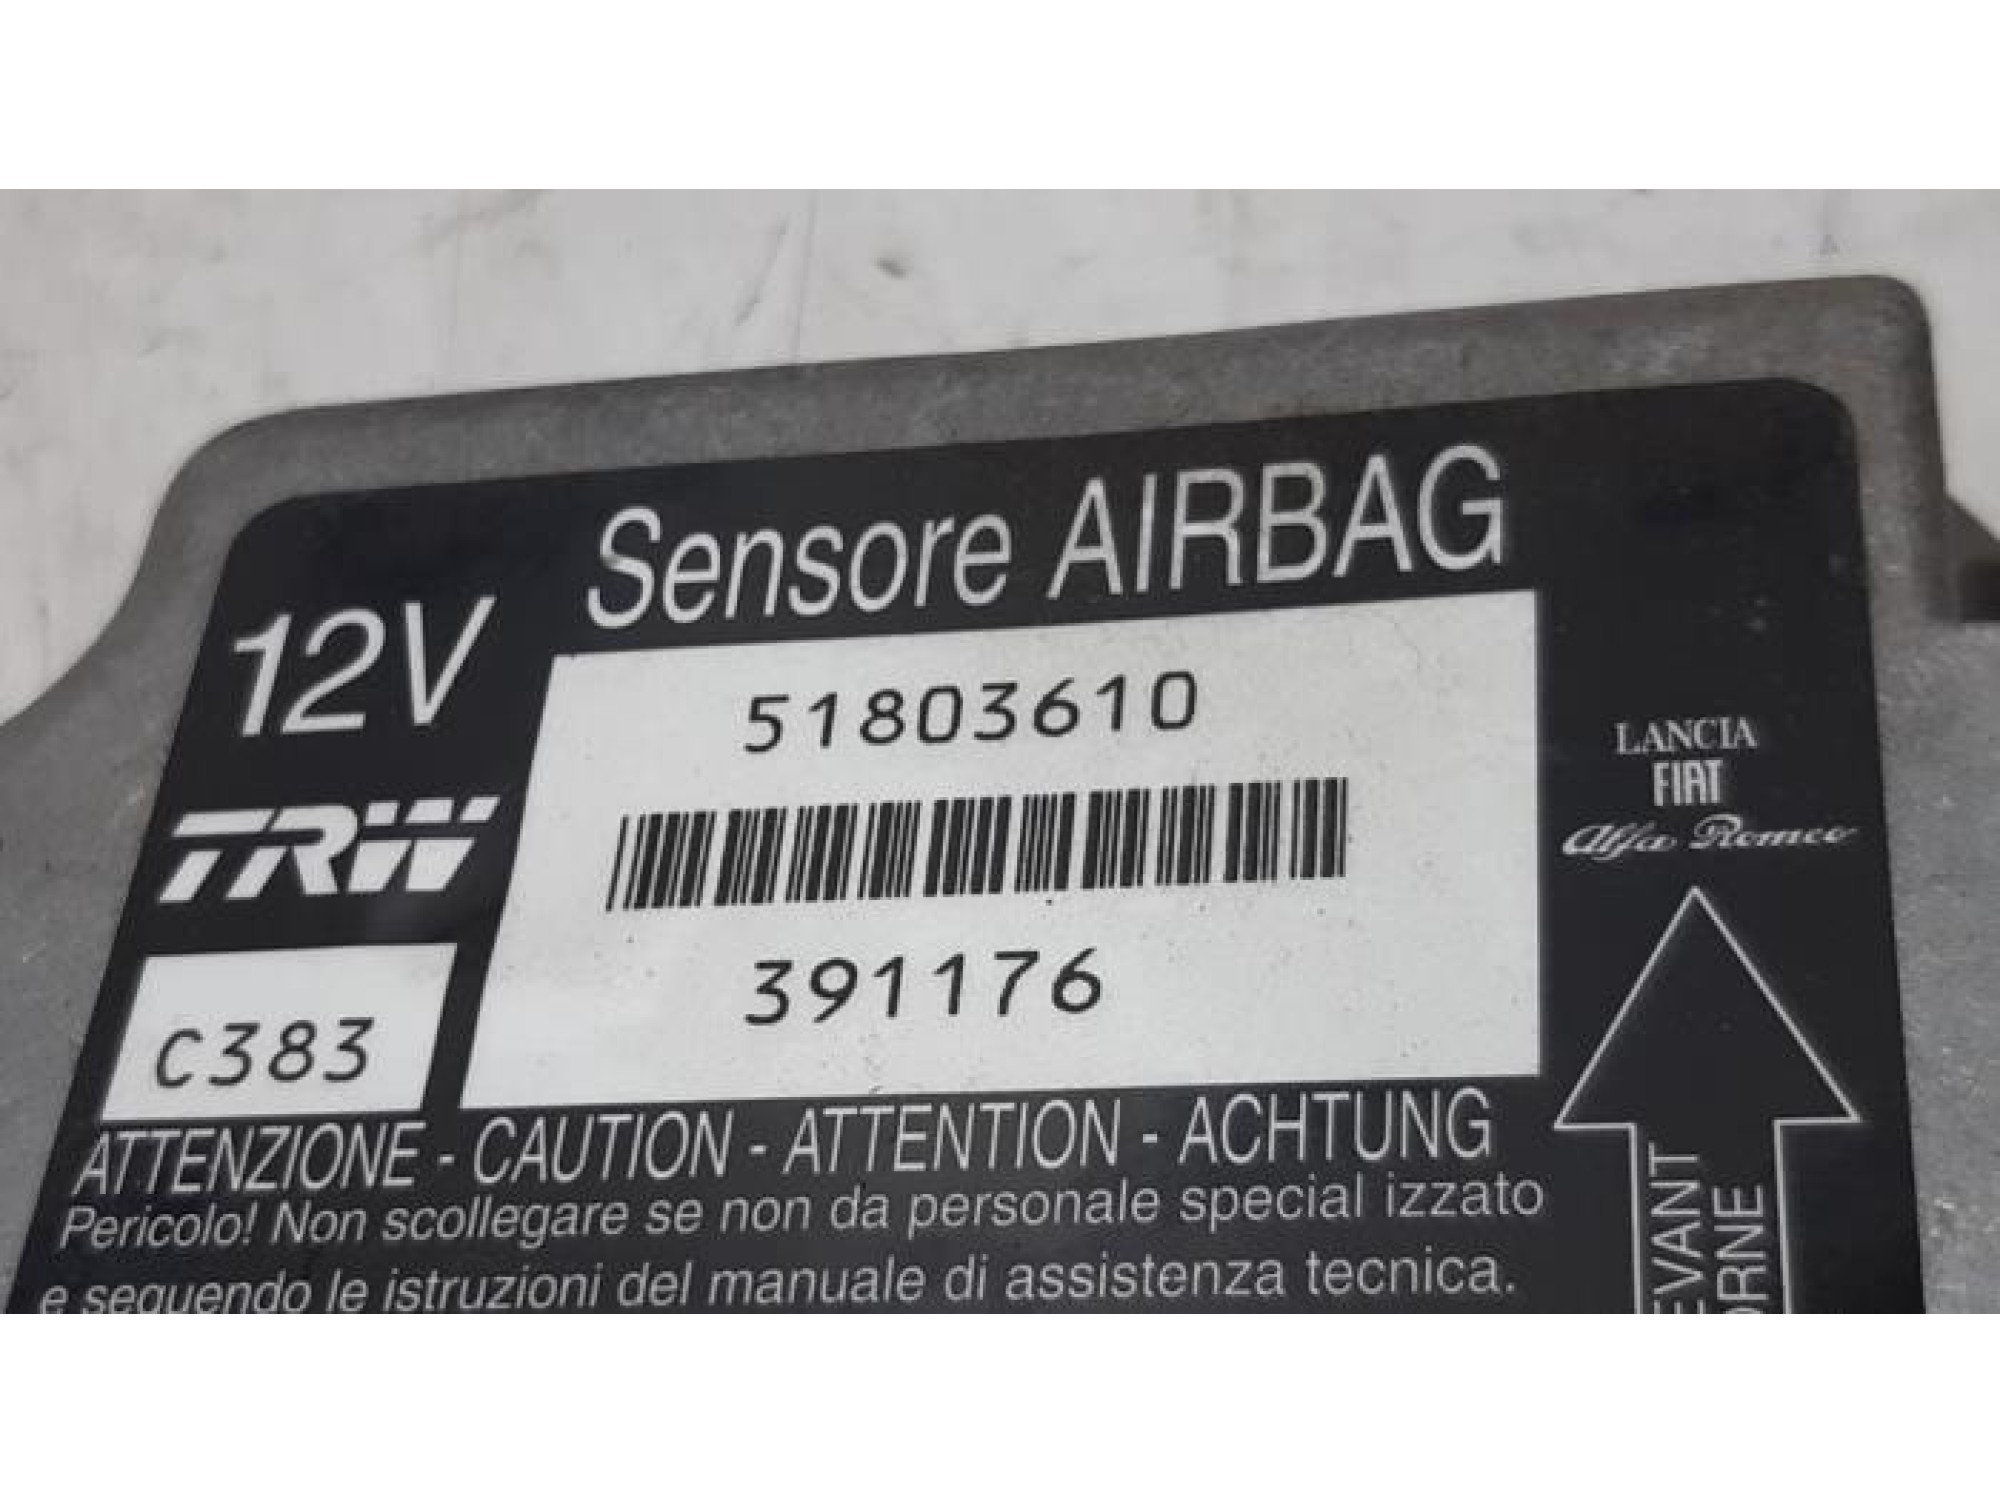 Sensore AIRBAG
12V
51803610
LANCIA
FIAT
Alfa Romeo
TRW
391176
C383
ATTENZIONE - CAUTION - ATTENTION - ACHTUNG
Pericolo! Non scollegare se non da personale special izzato
e seguendo le istruzioni del manuale di assistenza tecnica.